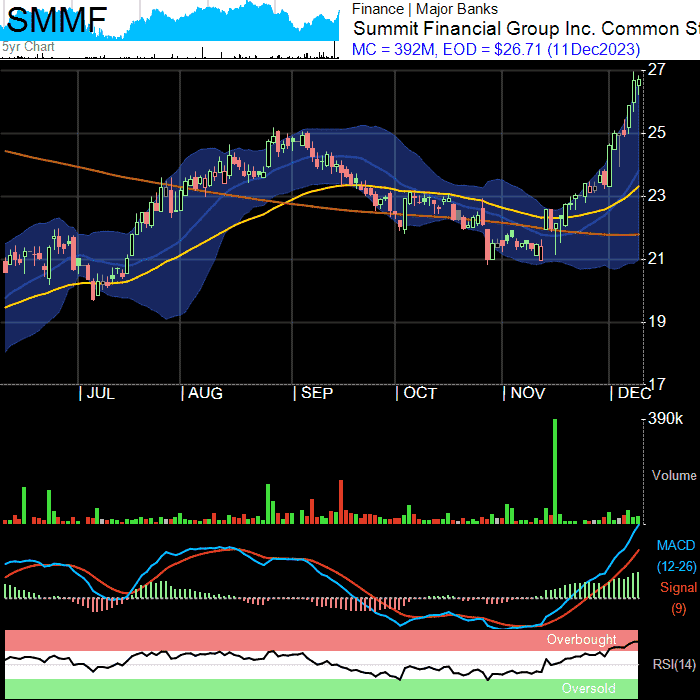 SMMF
5yr Chart
Finance | Major Banks
Summit Financial Group Inc. Common St
MC = 392M, EOD = $26.71 (11Dec2023)
27
25
23
21
19
17
| JUL | AUG | SEP | OCT | NOV | DEC
390k
Volume
MACD
(12-26)
Signal
(9)
Overbought
RSI(14)
Oversold